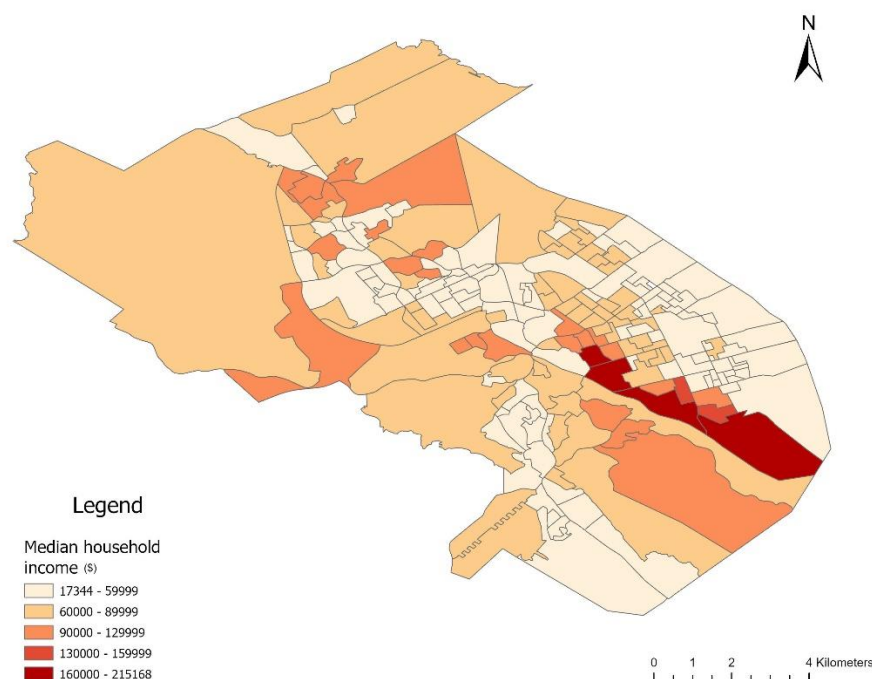 N
Legend
Median household
income ($)
17344 - 59999
60000 - 89999
90000 - 129999
130000 - 159999
160000 - 215168
0 1 2 4 Kilometers